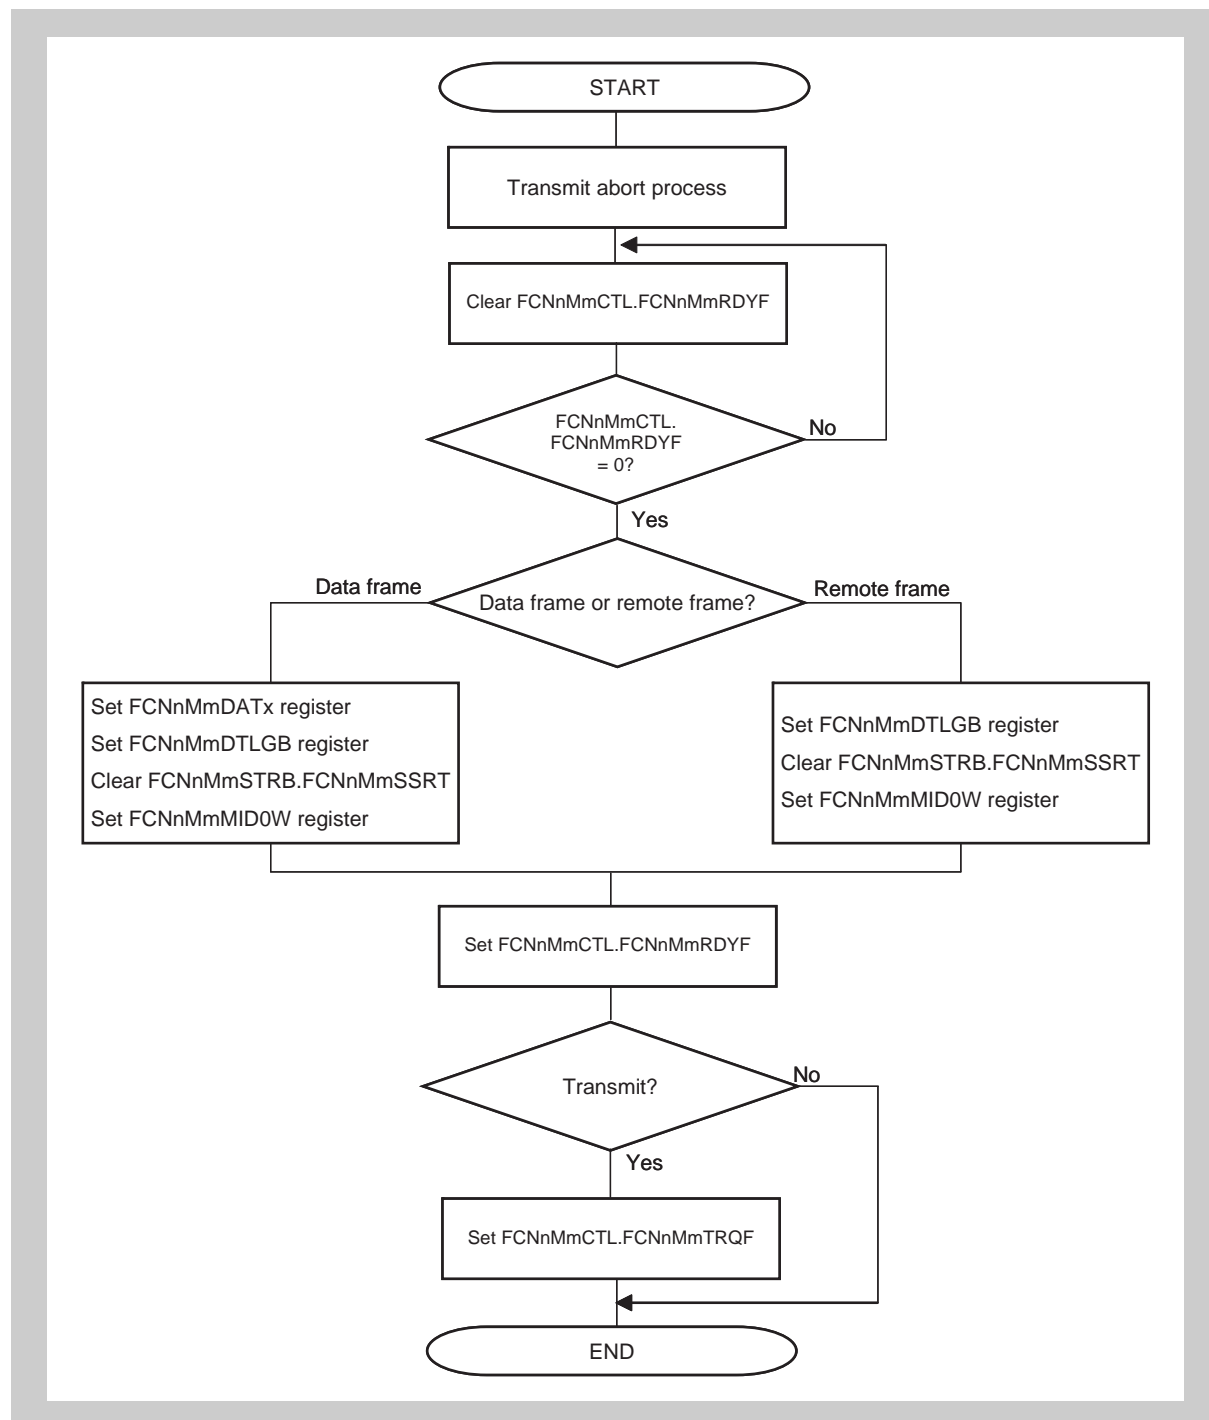 START
Transmit abort process
Clear FCNnMmCTL.FCNnMmRDYF
FCNnMmCTL.
FCNnMmRDYF
= 0?
No
Yes
Data frame
Data frame or remote frame?
Remote frame
Set FCNnMmDATx register
Set FCNnMmDTLGB register
Clear FCNnMmSTRB.FCNnMmSSRT
Set FCNnMmMID0W register
Set FCNnMmDTLGB register
Clear FCNnMmSTRB.FCNnMmSSRT
Set FCNnMmMID0W register
Set FCNnMmCTL.FCNnMmRDYF
Transmit?
No
Yes
Set FCNnMmCTL.FCNnMmTRQF
END